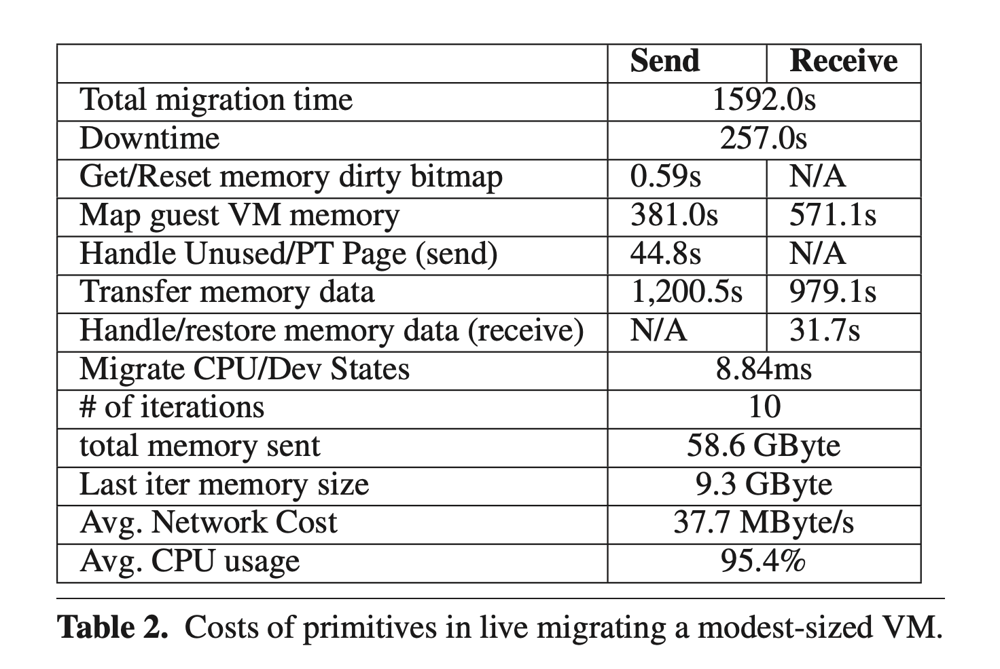 Send Receive
Total migration time 1592.0s
Downtime 257.0s
Get/Reset memory dirty bitmap 0.59s N/A
Map guest VM memory 381.0s 571.1s
Handle Unused/PT Page (send) 44.8s N/A
Transfer memory data 1,200.5s 979.1s
Handle/restore memory data (receive) N/A 31.7s
Migrate CPU/Dev States 8.84ms
# of iterations 10
total memory sent 58.6 GByte
Last iter memory size 9.3 GByte
Avg. Network Cost 37.7 MByte/s
Avg. CPU usage 95.4%
Table 2. Costs of primitives in live migrating a modest-sized VM.